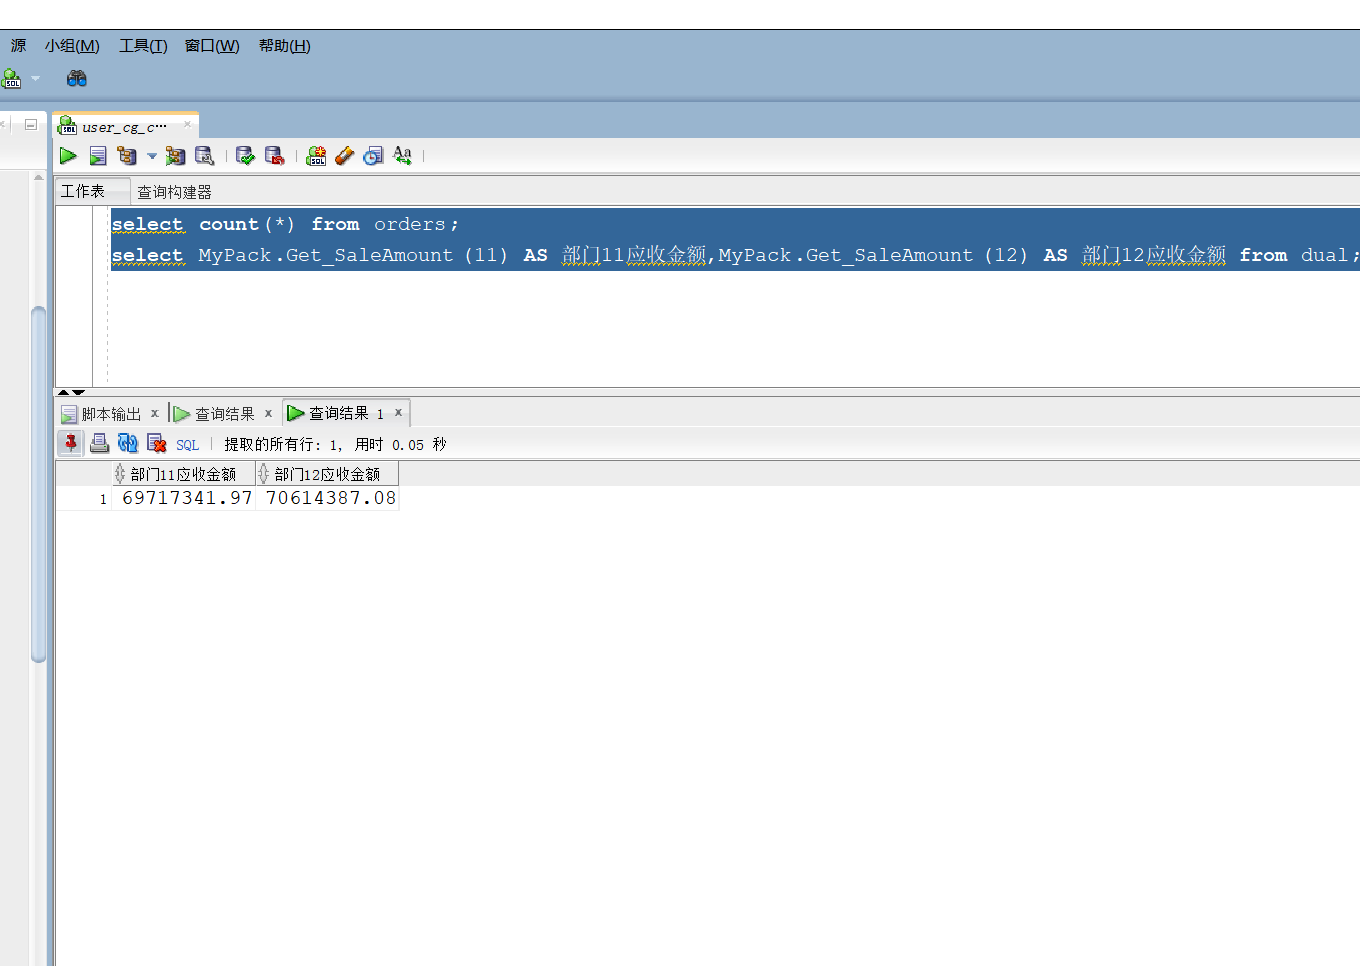 源 小组(M) 工具(T) 窗口(W) 帮助(H)
user_cg_c…
工作表 查询构建器
select count(*) from orders;
select MyPack.Get_SaleAmount (11) AS 部门11应收金额,MyPack.Get_SaleAmount (12) AS 部门12应收金额 from dual;
脚本输出 x 查询结果 x 查询结果 1 x
SQL 提取的所有行: 1, 用时 0.05 秒
部门11应收金额 部门12应收金额
1 69717341.97 70614387.08